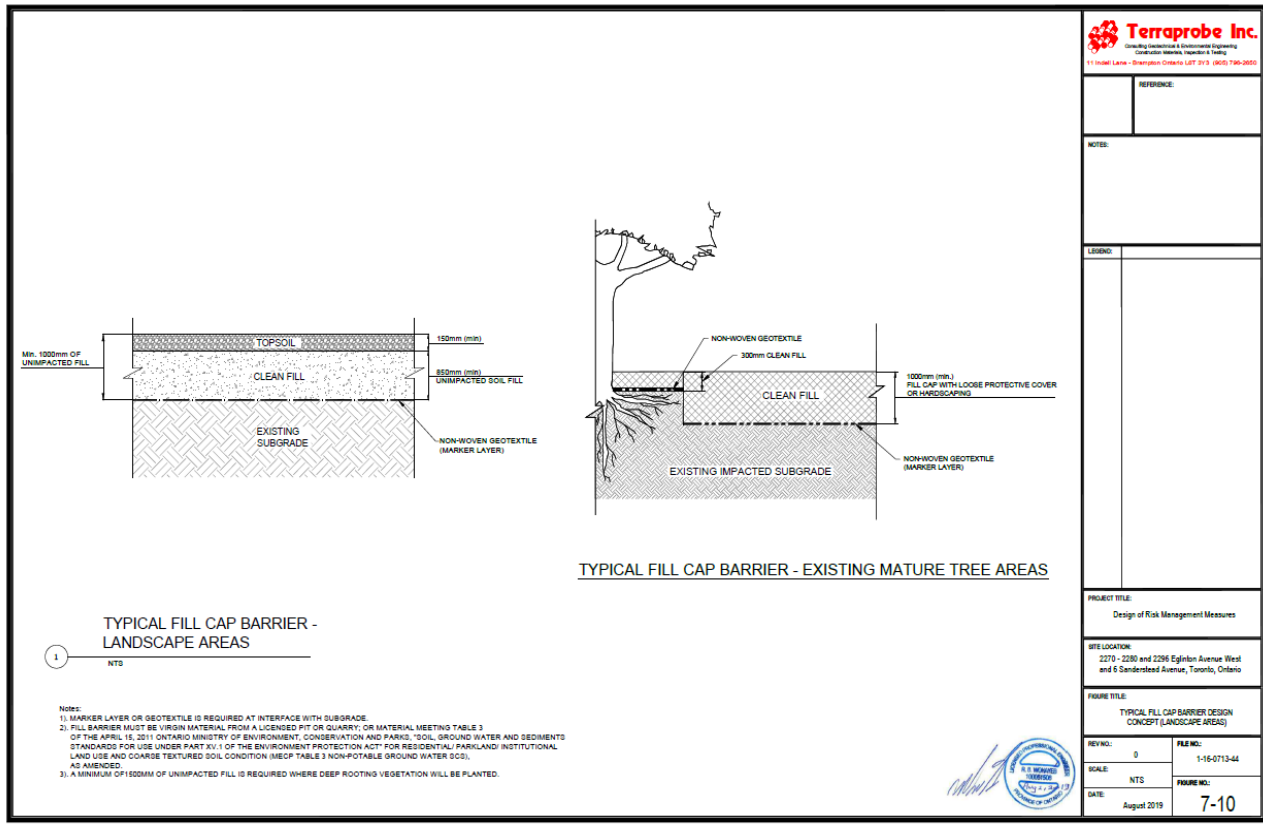 Terraprobe Inc.
Consulting Geotechnical & Environmental Engineering
Construction Materials, Inspection & Testing
11 Indell Lane - Brampton Ontario L6T 3Y3 (905) 796-2650
REFERENCE:
NOTES:
LEGEND:
TOPSOIL
150mm (min)
Min. 1000mm OF
UNIMPACTED FILL
CLEAN FILL
850mm (min)
UNIMPACTED SOIL FILL
EXISTING
SUBGRADE
NON-WOVEN GEOTEXTILE
(MARKER LAYER)
NON-WOVEN GEOTEXTILE
300mm CLEAN FILL
CLEAN FILL
1000mm (min.)
FILL CAP WITH LOOSE PROTECTIVE COVER
OR HARDSCAPING
NON-WOVEN GEOTEXTILE
(MARKER LAYER)
EXISTING IMPACTED SUBGRADE
TYPICAL FILL CAP BARRIER - EXISTING MATURE TREE AREAS
TYPICAL FILL CAP BARRIER -
LANDSCAPE AREAS
1
NTS
Notes:
1). MARKER LAYER OR GEOTEXTILE IS REQUIRED AT INTERFACE WITH SUBGRADE.
2). FILL BARRIER MUST BE VIRGIN MATERIAL FROM A LICENSED PIT OR QUARRY; OR MATERIAL MEETING TABLE 3
OF THE APRIL 15, 2011 ONTARIO MINISTRY OF ENVIRONMENT, CONSERVATION AND PARKS, "SOIL, GROUND WATER AND SEDIMENTS
STANDARDS FOR USE UNDER PART XV.1 OF THE ENVIRONMENT PROTECTION ACT" FOR RESIDENTIAL/ PARKLAND/ INSTITUTIONAL
LAND USE AND COARSE TEXTURED SOIL CONDITION (MECP TABLE 3 NON-POTABLE GROUND WATER SCS),
AS AMENDED.
3). A MINIMUM OF1500MM OF UNIMPACTED FILL IS REQUIRED WHERE DEEP ROOTING VEGETATION WILL BE PLANTED.
LICENSED PROFESSIONAL ENGINEER
PROVINCE OF ONTARIO
PROJECT TITLE:
Design of Risk Management Measures
SITE LOCATION:
2270 - 2280 and 2296 Eglinton Avenue West
and 6 Sanderstead Avenue, Toronto, Ontario
FIGURE TITLE:
TYPICAL FILL CAP BARRIER DESIGN
CONCEPT (LANDSCAPE AREAS)
REV NO.:
0
FILE NO.:
1-16-0713-44
SCALE:
NTS
FIGURE NO.:
7-10
DATE:
August 2019